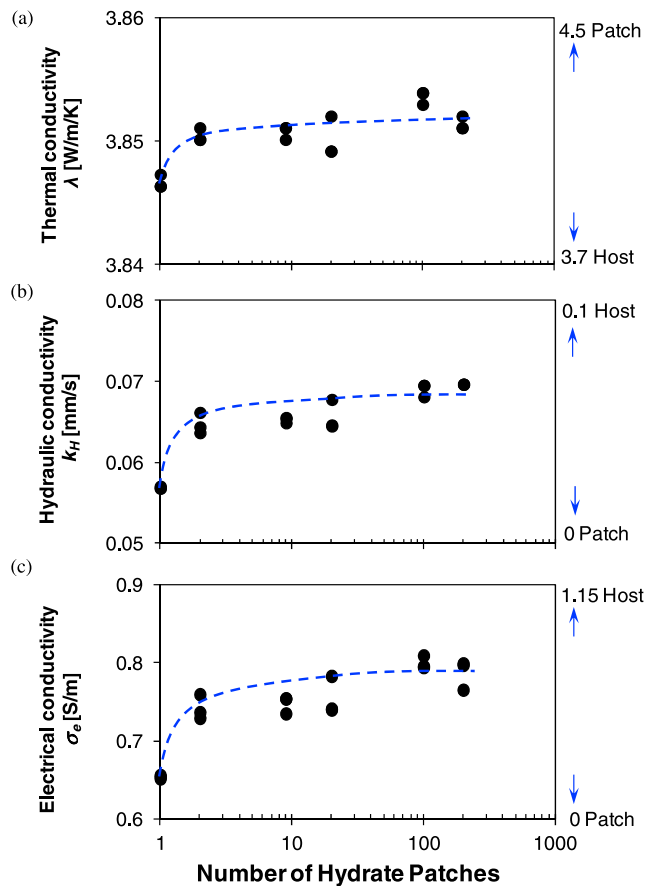 (a)
Thermal conductivity
λ [W/m/K]
3.86
3.85
3.84
4.5 Patch
3.7 Host
(b)
Hydraulic conductivity
kH [mm/s]
0.08
0.07
0.06
0.05
0.1 Host
0 Patch
(c)
Electrical conductivity
σe [S/m]
0.9
0.8
0.7
0.6
1.15 Host
0 Patch
1 10 100 1000
Number of Hydrate Patches